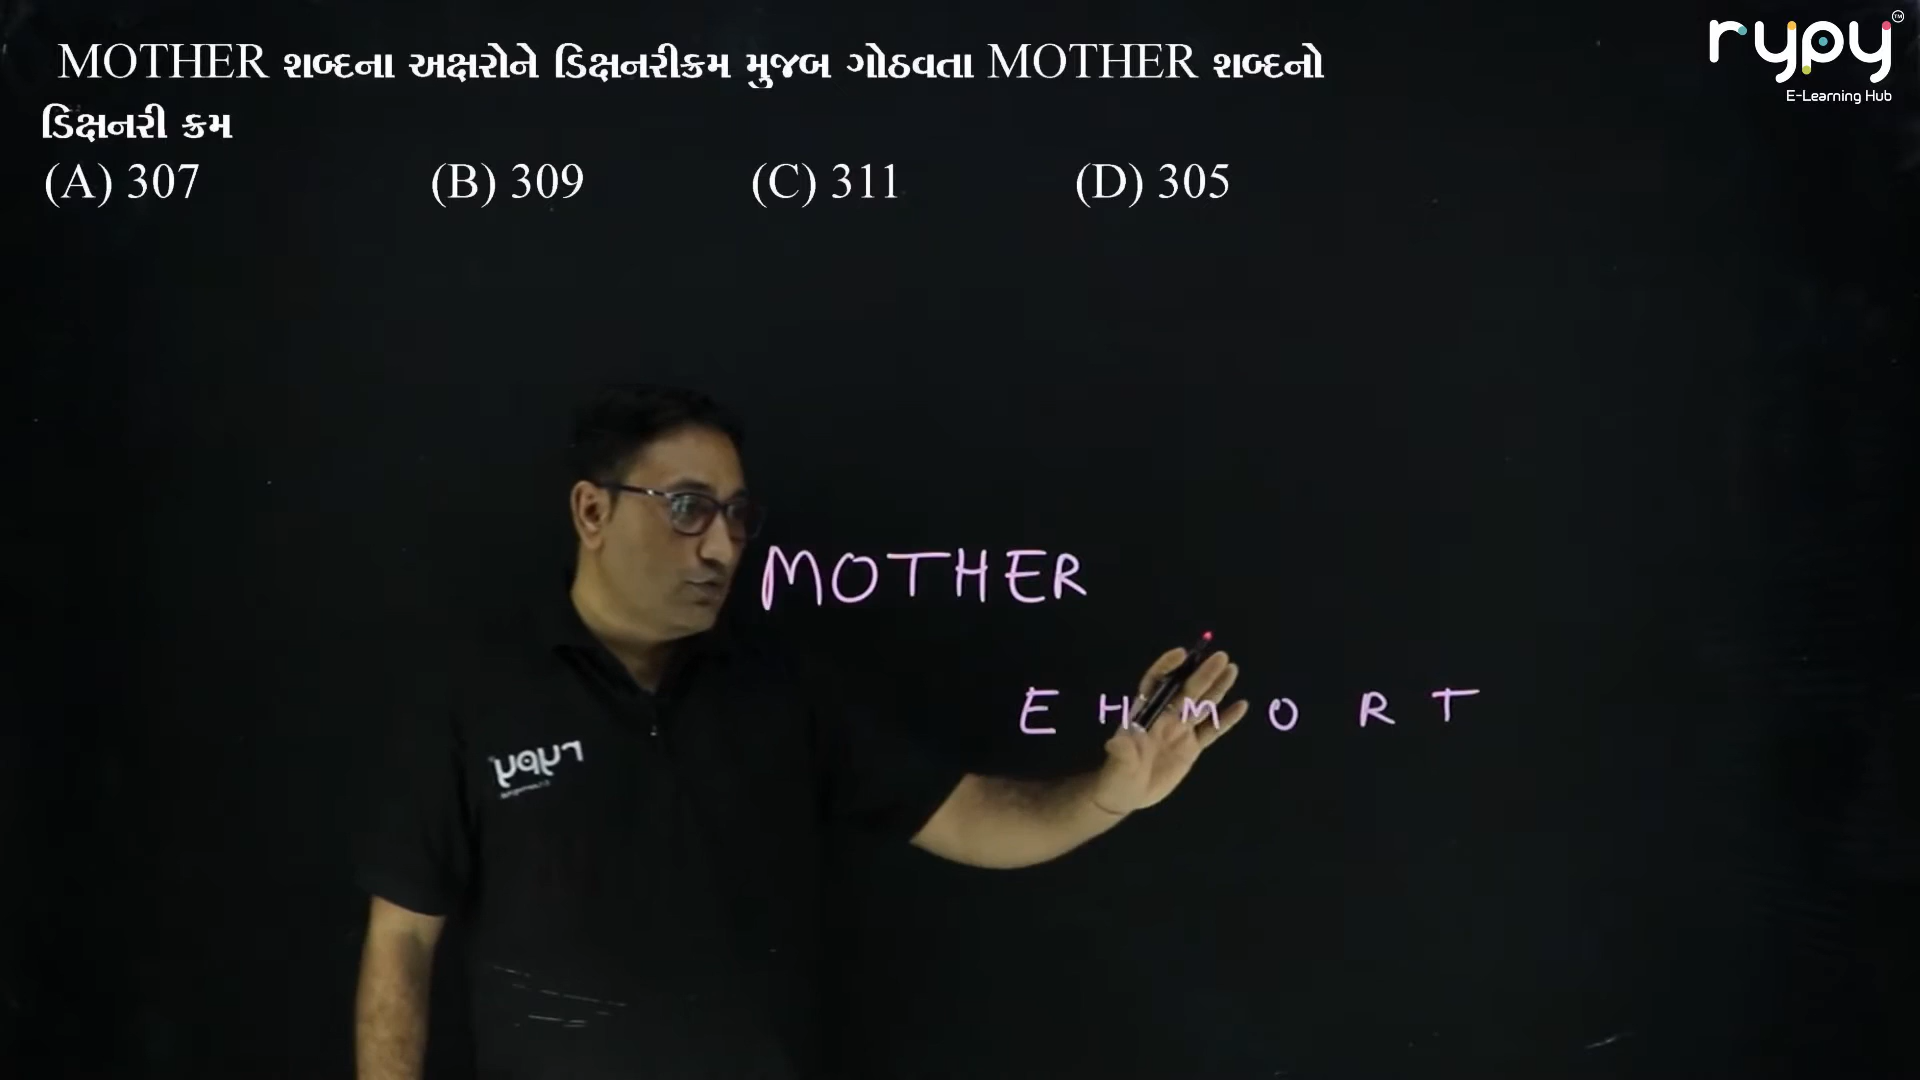 rypy
TM
E-Learning Hub
MOTHER શબ્દના અક્ષરોને ડિક્ષનરીક્રમ મુજબ ગોઠવતા MOTHER શબ્દનો
ડિક્ષનરી ક્રમ
(A) 307 (B) 309 (C) 311 (D) 305
MOTHER
E H M O R T